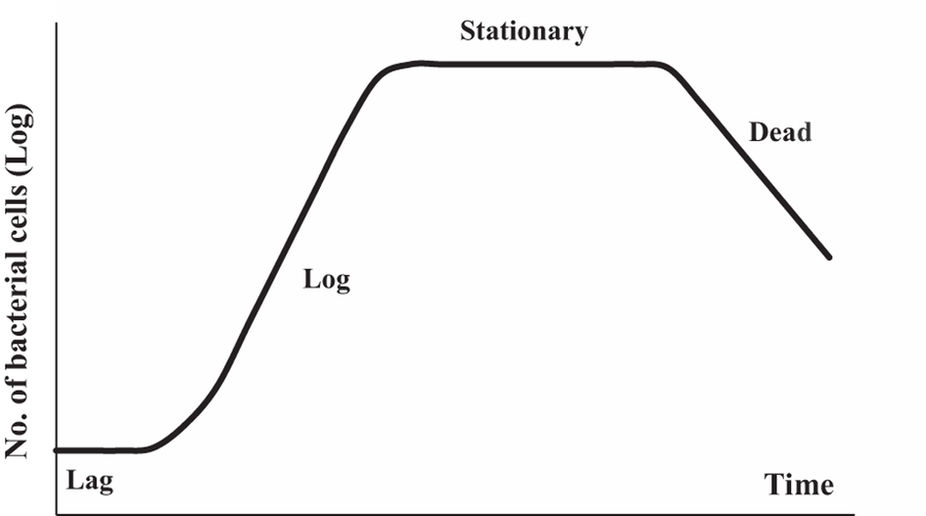 Stationary
No. of bacterial cells (Log)
Dead
Log
Lag
Time